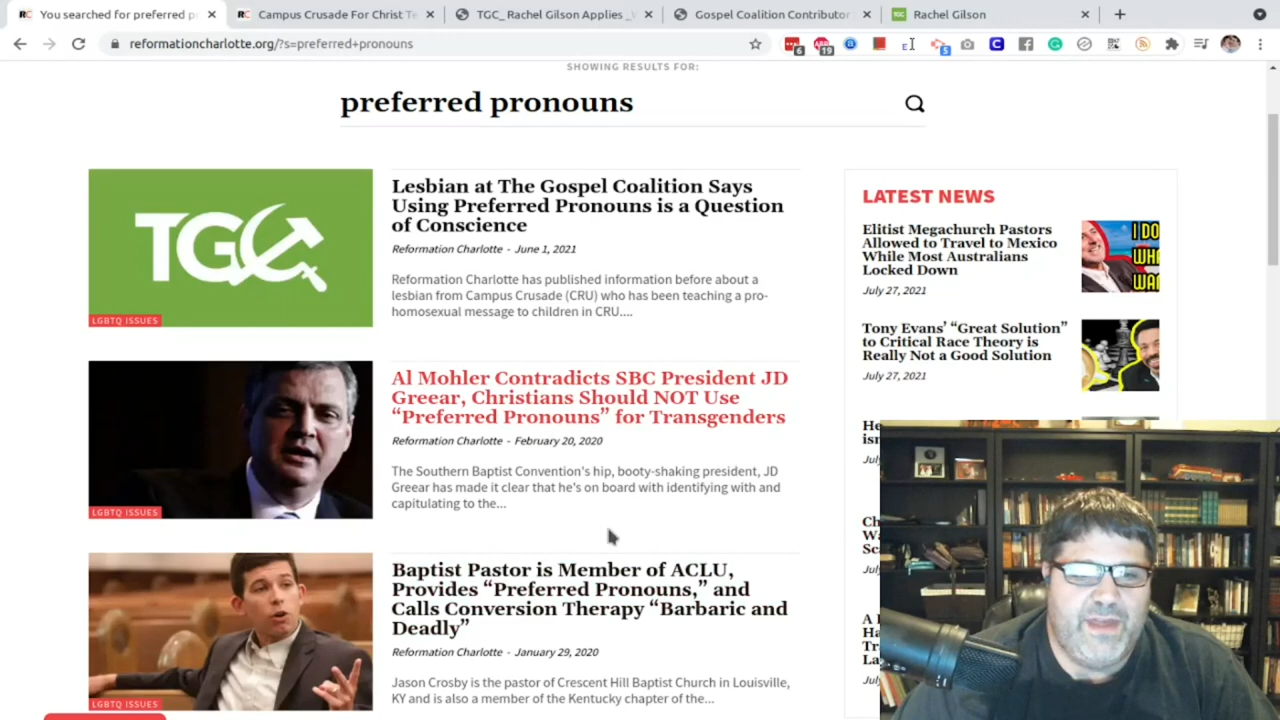 You searched for preferred p
Campus Crusade For Christ Te
TGC_ Rachel Gilson Applies _
Gospel Coalition Contributor
Rachel Gilson
reformationcharlotte.org/?s=preferred+pronouns
6
19
5
SHOWING RESULTS FOR:
preferred pronouns
TGC
LGBTQ ISSUES
Lesbian at The Gospel Coalition Says
Using Preferred Pronouns is a Question
of Conscience
Reformation Charlotte - June 1, 2021
Reformation Charlotte has published information before about a
lesbian from Campus Crusade (CRU) who has been teaching a pro-
homosexual message to children in CRU....
LGBTQ ISSUES
Al Mohler Contradicts SBC President JD
Greear, Christians Should NOT Use
“Preferred Pronouns” for Transgenders
Reformation Charlotte - February 20, 2020
The Southern Baptist Convention's hip, booty-shaking president, JD
Greear has made it clear that he's on board with identifying with and
capitulating to the...
LGBTQ ISSUES
Baptist Pastor is Member of ACLU,
Provides “Preferred Pronouns,” and
Calls Conversion Therapy “Barbaric and
Deadly”
Reformation Charlotte - January 29, 2020
Jason Crosby is the pastor of Crescent Hill Baptist Church in Louisville,
KY and is also a member of the Kentucky chapter of the...
LATEST NEWS
Elitist Megachurch Pastors
Allowed to Travel to Mexico
While Most Australians
Locked Down
July 27, 2021
I DO
WHA
WA
Tony Evans’ “Great Solution”
to Critical Race Theory is
Really Not a Good Solution
July 27, 2021